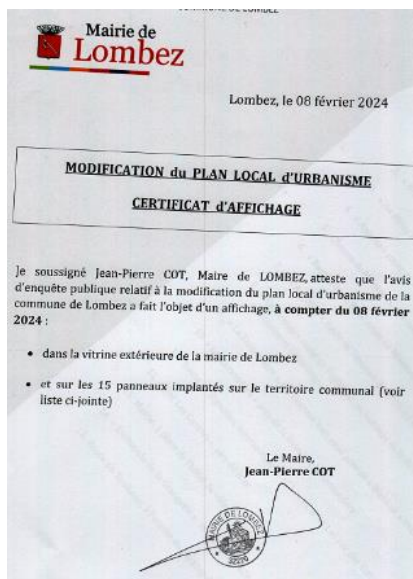 Mairie de
Lombez
Lombez, le 08 février 2024
MODIFICATION du PLAN LOCAL d'URBANISME
CERTIFICAT d'AFFICHAGE
Je soussigné Jean-Pierre COT, Maire de LOMBEZ, atteste que l'avis
d'enquête publique relatif à la modification du plan local d'urbanisme de la
commune de Lombez a fait l'objet d'un affichage, à compter du 08 février
2024 :
• dans la vitrine extérieure de la mairie de Lombez
• et sur les 15 panneaux implantés sur le territoire communal (voir
liste ci-jointe)
Le Maire,
Jean-Pierre COT
MAIRIE DE LOMBEZ